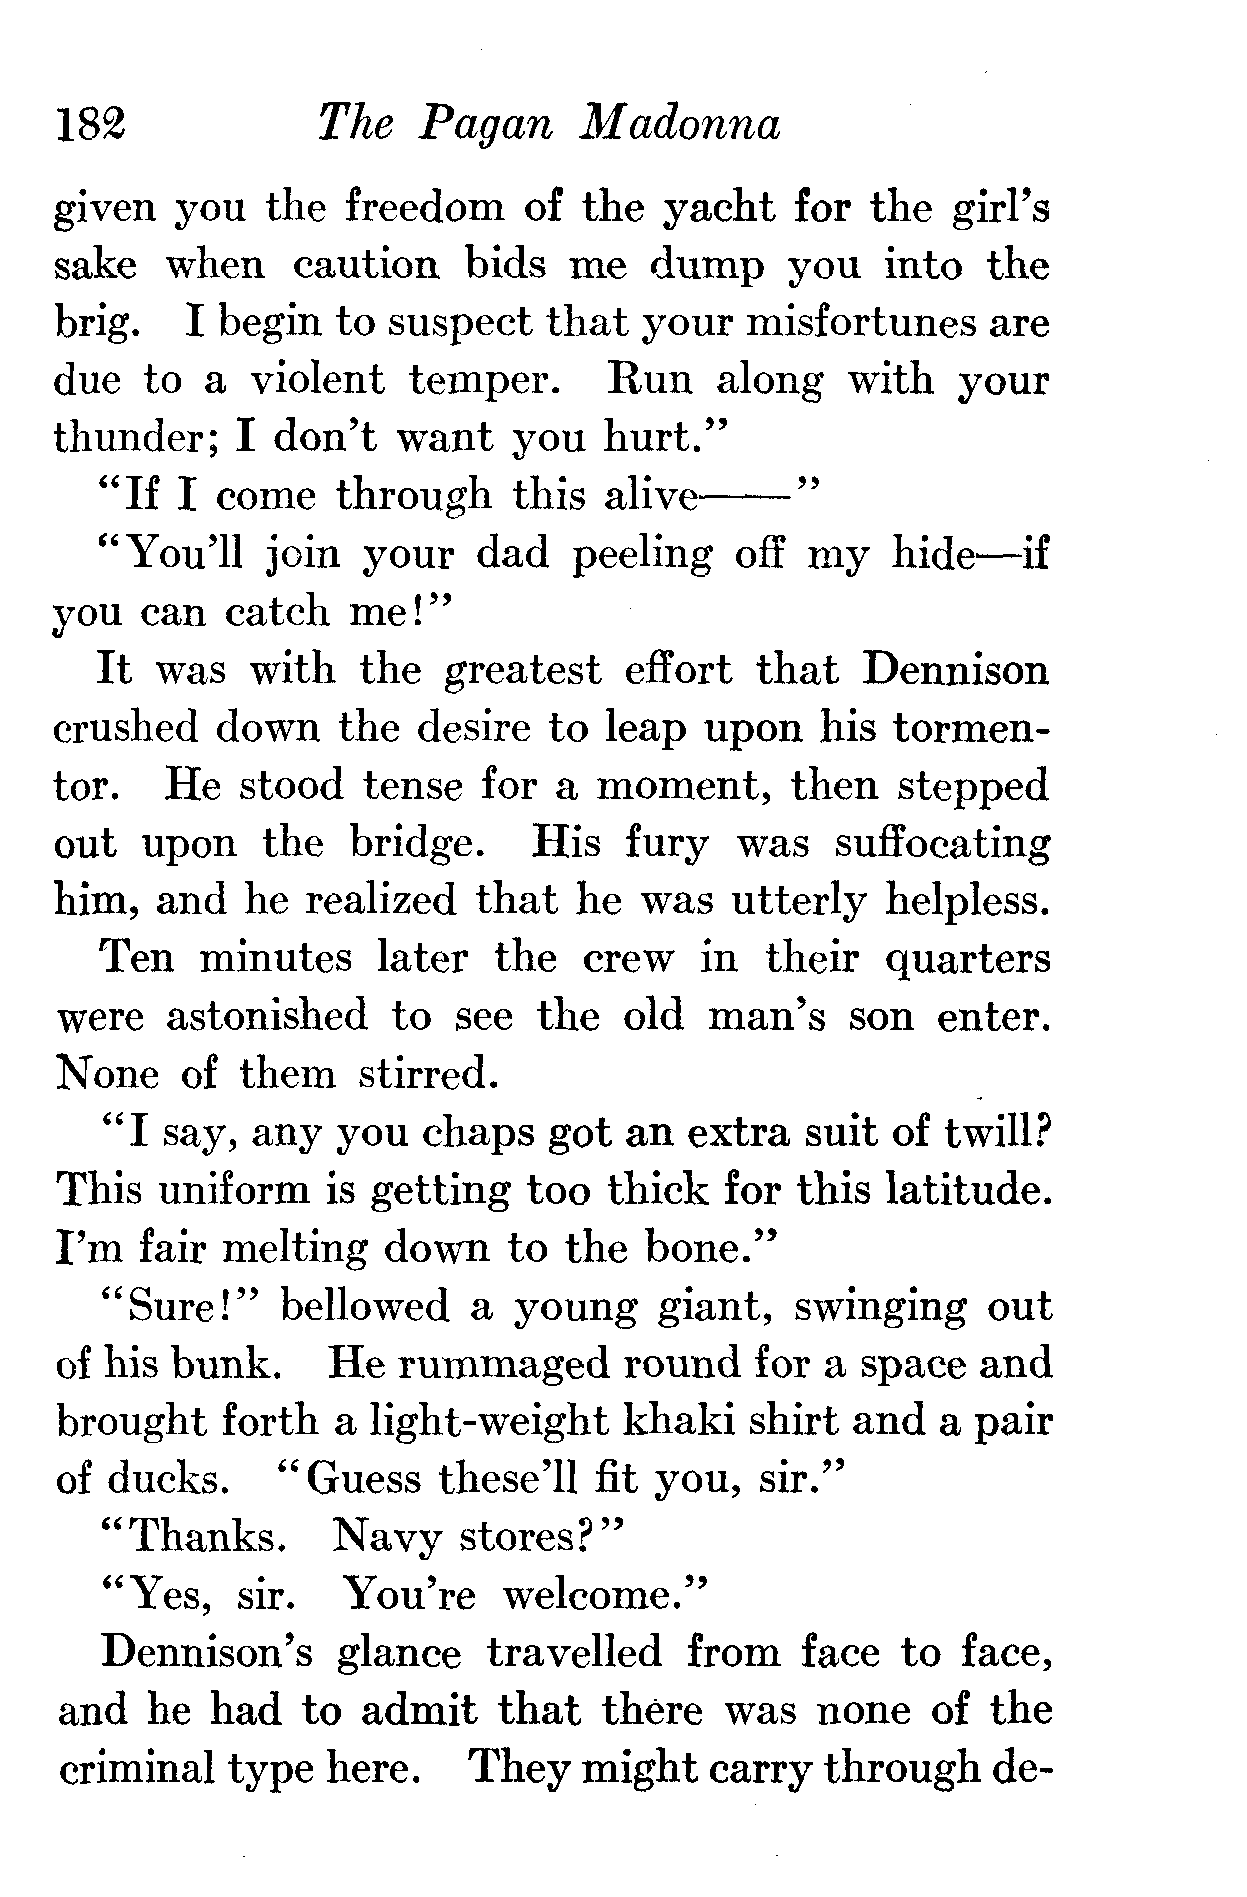 182 The Pagan Madonna
given you the freedom of the yacht for the girl's
sake when caution bids me dump you into the
brig. I begin to suspect that your misfortunes are
due to a violent temper. Run along with your
thunder; I don't want you hurt."
"If I come through this alive——"
"You'll join your dad peeling off my hide—if
you can catch me!"
It was with the greatest effort that Dennison
crushed down the desire to leap upon his tormen-
tor. He stood tense for a moment, then stepped
out upon the bridge. His fury was suffocating
him, and he realized that he was utterly helpless.
Ten minutes later the crew in their quarters
were astonished to see the old man's son enter.
None of them stirred.
"I say, any you chaps got an extra suit of twill?
This uniform is getting too thick for this latitude.
I'm fair melting down to the bone."
"Sure!" bellowed a young giant, swinging out
of his bunk. He rummaged round for a space and
brought forth a light-weight khaki shirt and a pair
of ducks. "Guess these'll fit you, sir."
"Thanks. Navy stores?"
"Yes, sir. You're welcome."
Dennison's glance travelled from face to face,
and he had to admit that there was none of the
criminal type here. They might carry through de-